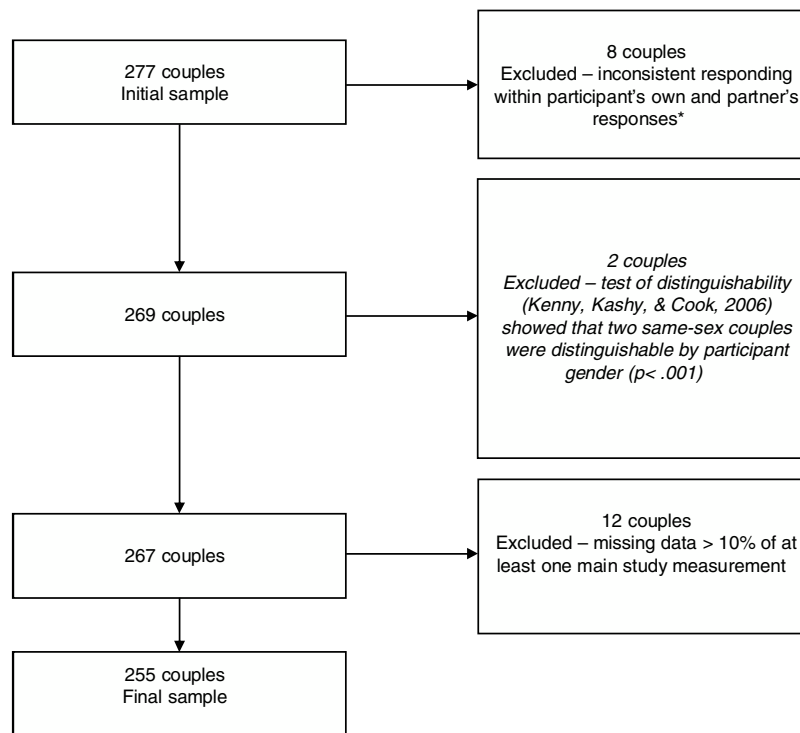 277 couples
Initial sample
8 couples
Excluded – inconsistent responding
within participant's own and partner's
responses*
269 couples
2 couples
Excluded – test of distinguishability
(Kenny, Kashy, & Cook, 2006)
showed that two same-sex couples
were distinguishable by participant
gender (p< .001)
267 couples
12 couples
Excluded – missing data > 10% of at
least one main study measurement
255 couples
Final sample